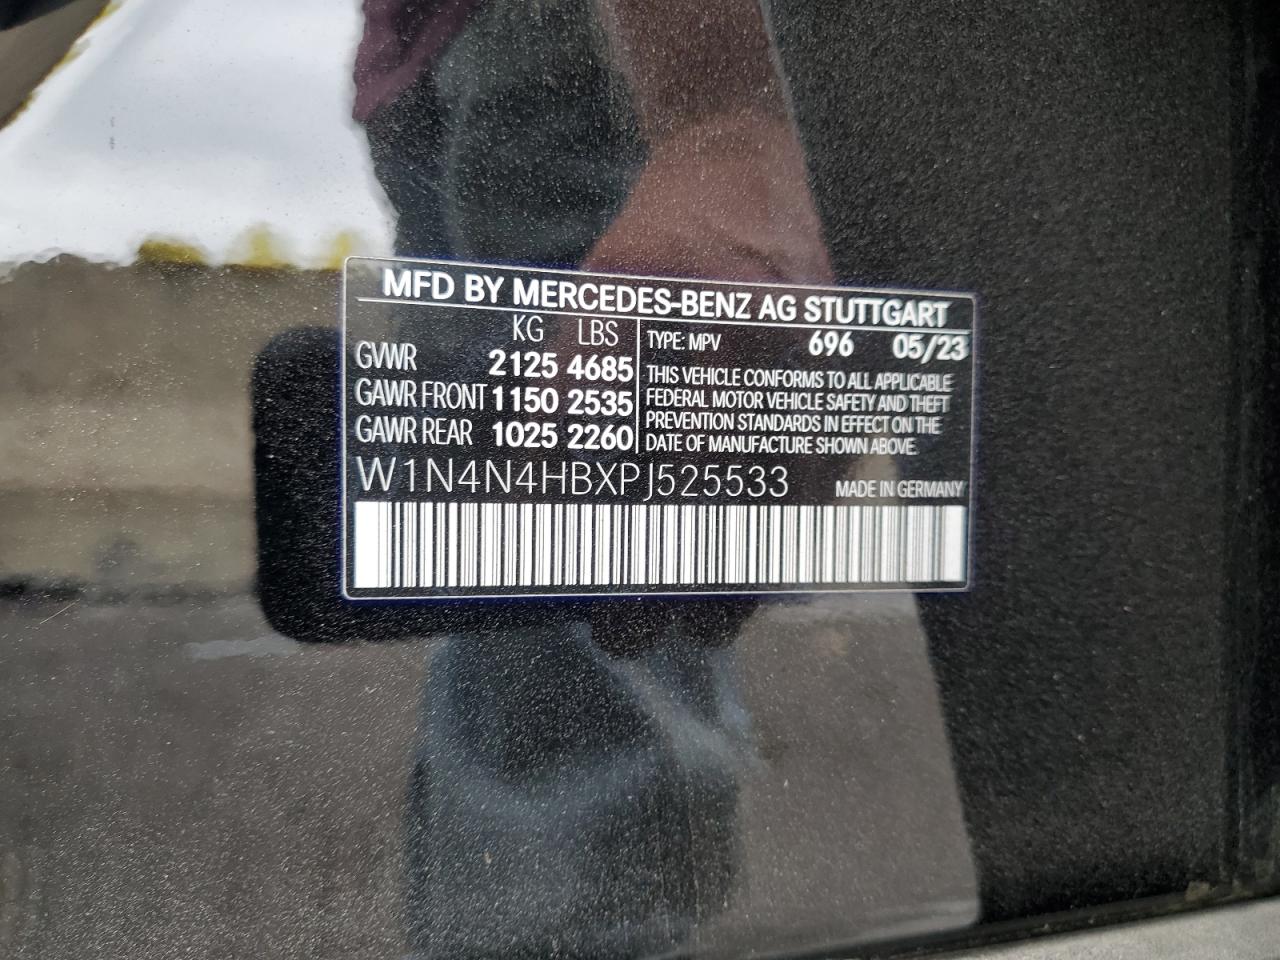 MFD BY MERCEDES-BENZ AG STUTTGART
KG LBS
GVWR 2125 4685
GAWR FRONT 1150 2535
GAWR REAR 1025 2260
TYPE: MPV 696 05/23
THIS VEHICLE CONFORMS TO ALL APPLICABLE
FEDERAL MOTOR VEHICLE SAFETY AND THEFT
PREVENTION STANDARDS IN EFFECT ON THE
DATE OF MANUFACTURE SHOWN ABOVE.
W1N4N4HBXPJ525533 MADE IN GERMANY